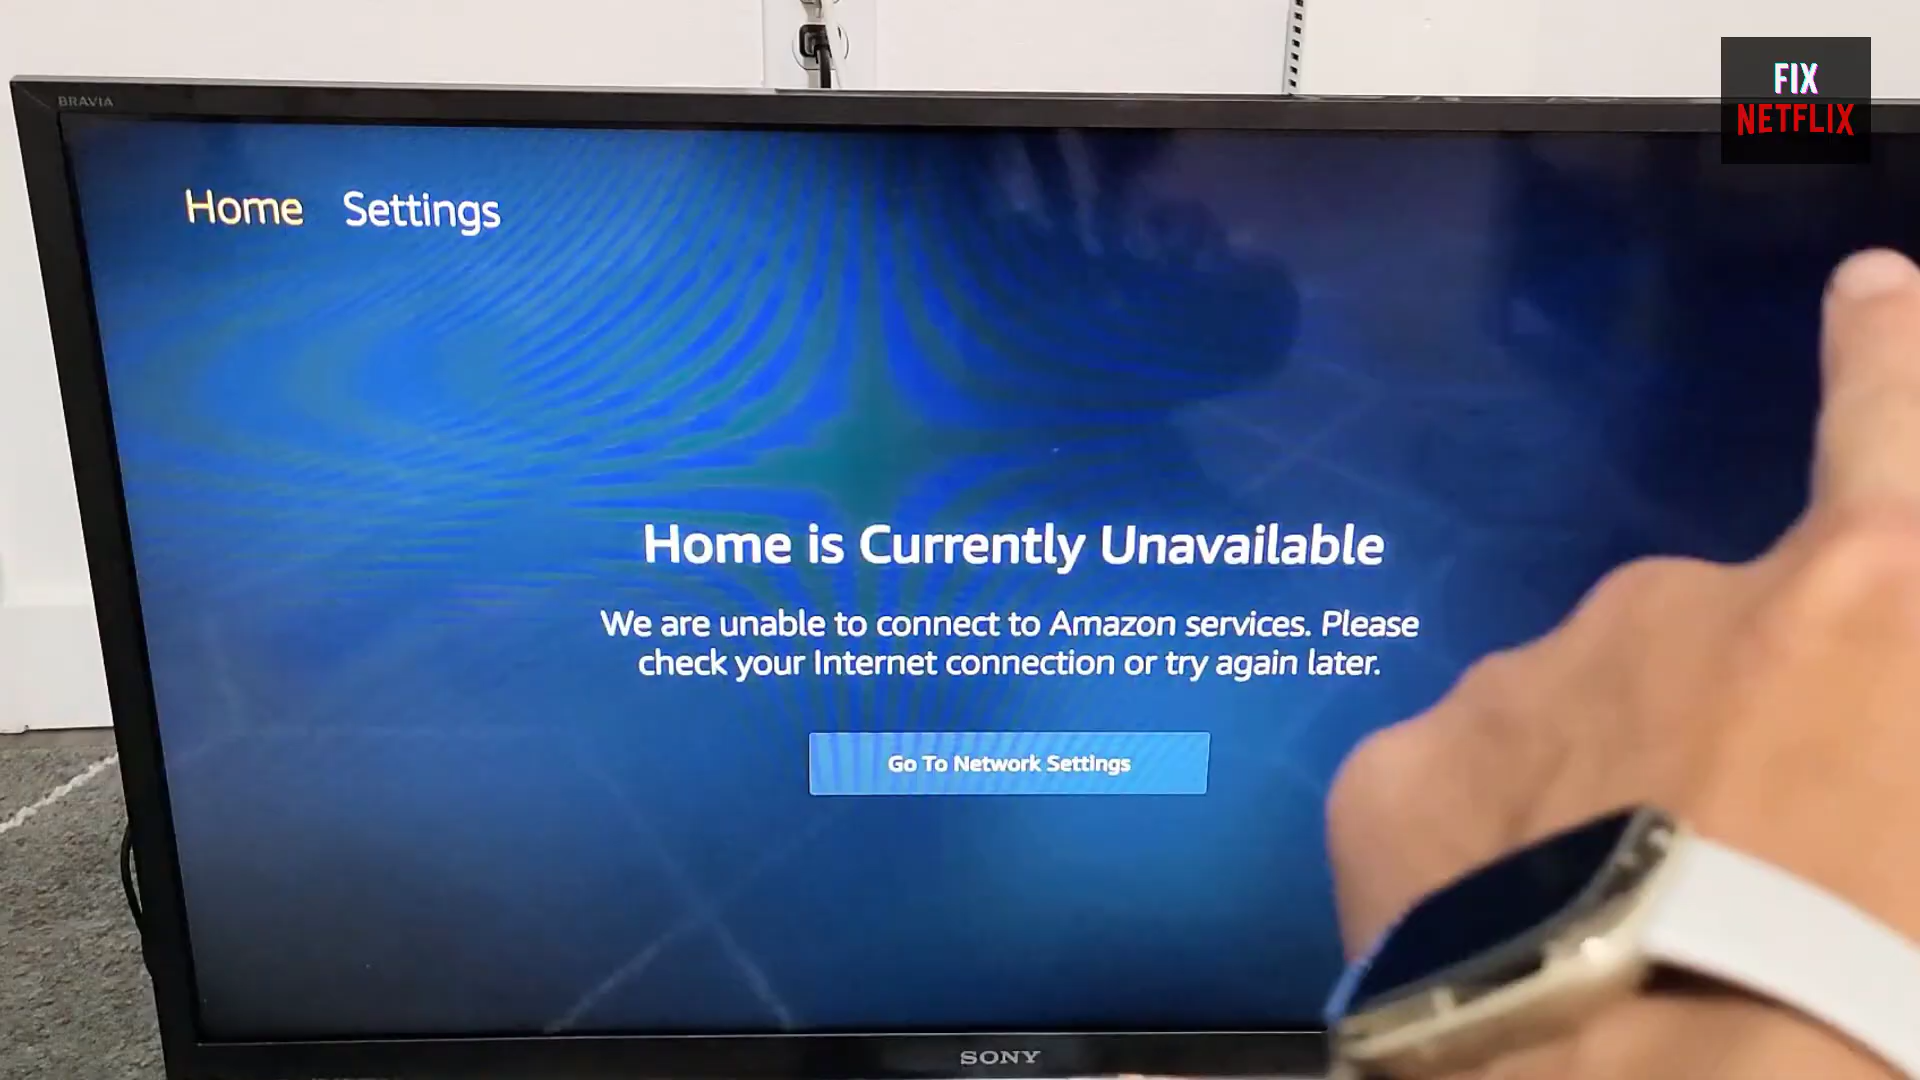 FIX
NETFLIX
BRAVIA
Home Settings
Home is Currently Unavailable
We are unable to connect to Amazon services. Please
check your Internet connection or try again later.
Go To Network Settings
SONY